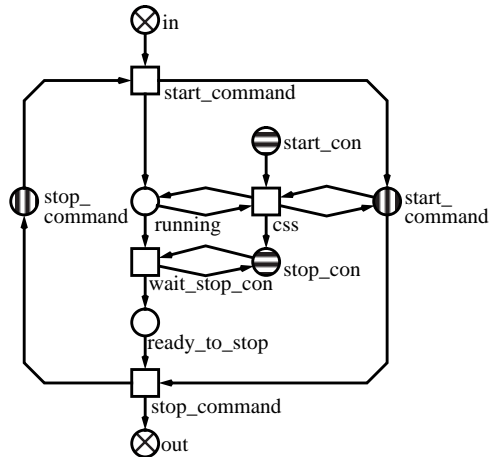 in
start_command
start_con
stop_
command
running
css
start_
command
wait_stop_con
stop_con
ready_to_stop
stop_command
out